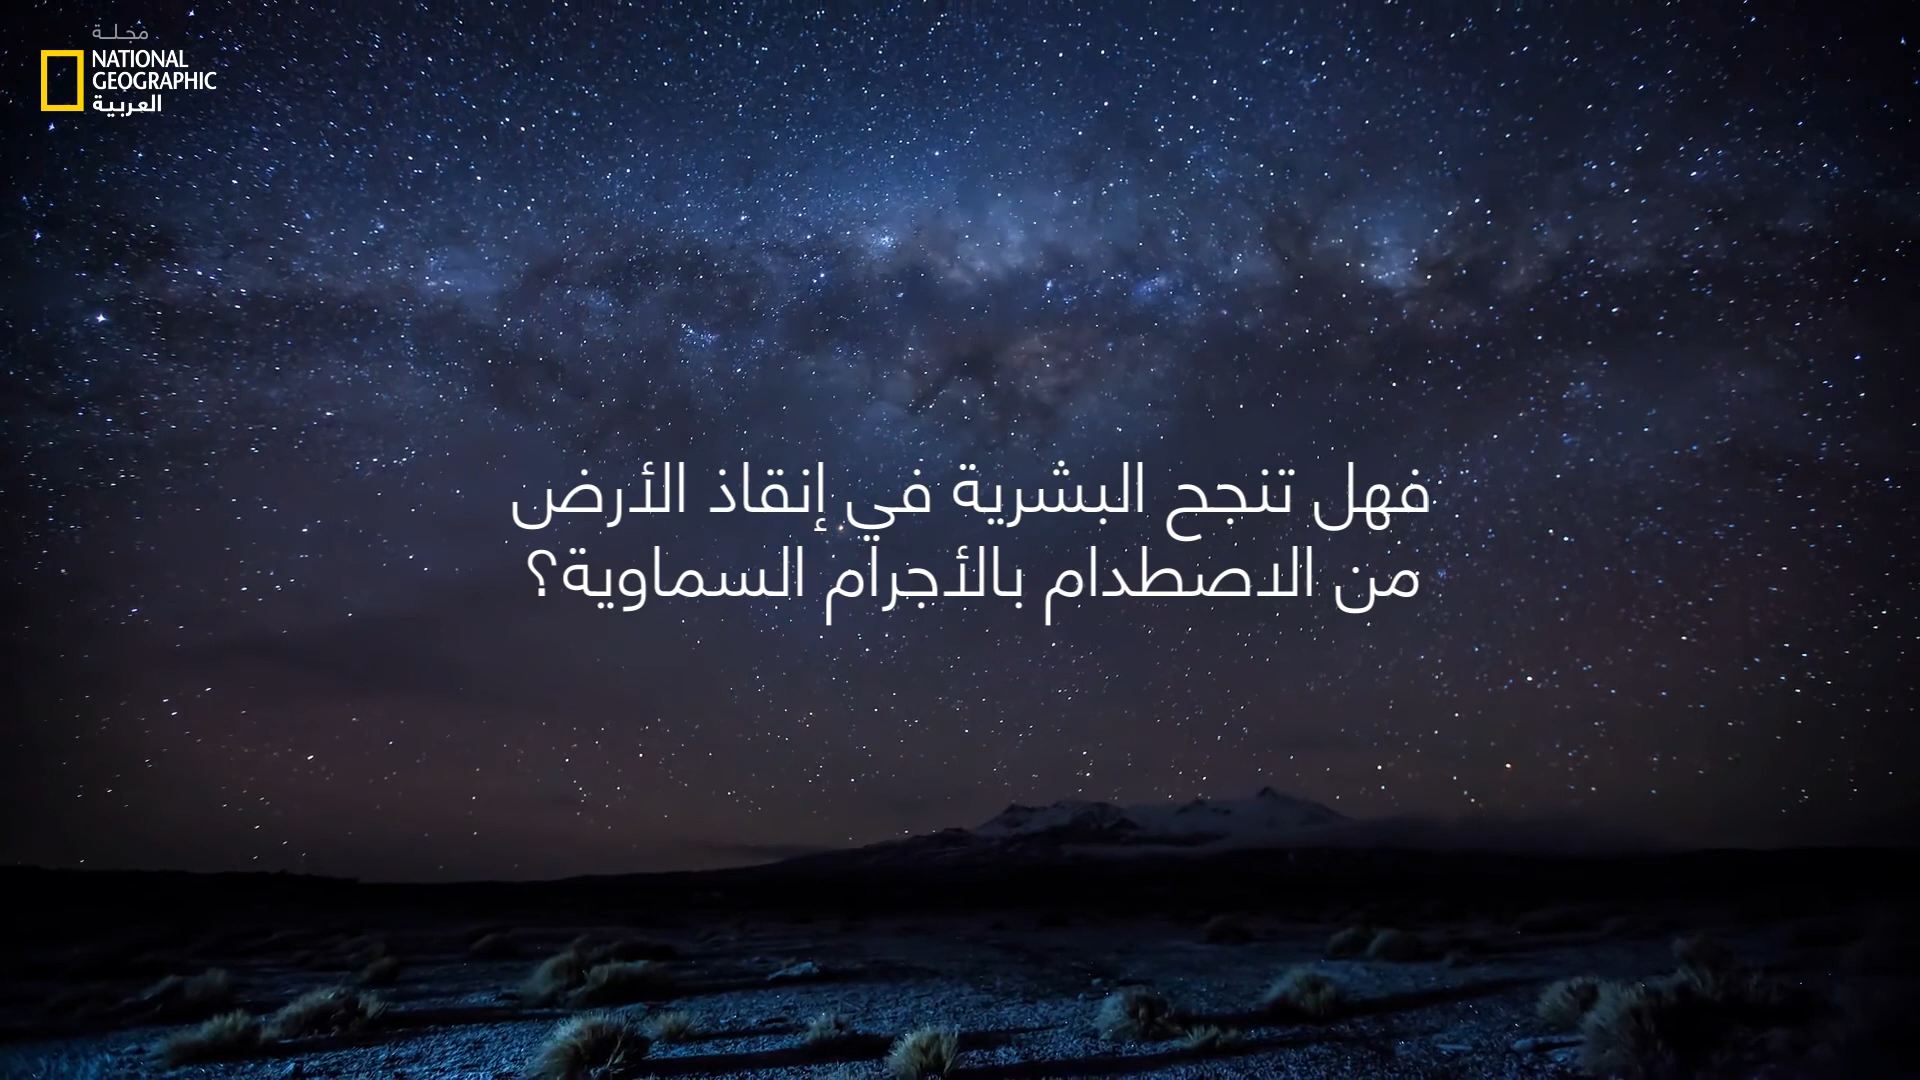 مجلة
NATIONAL
GEOGRAPHIC
العربية
فهل تنجح البشرية في إنقاذ الأرض
من الاصطدام بالأجرام السماوية؟